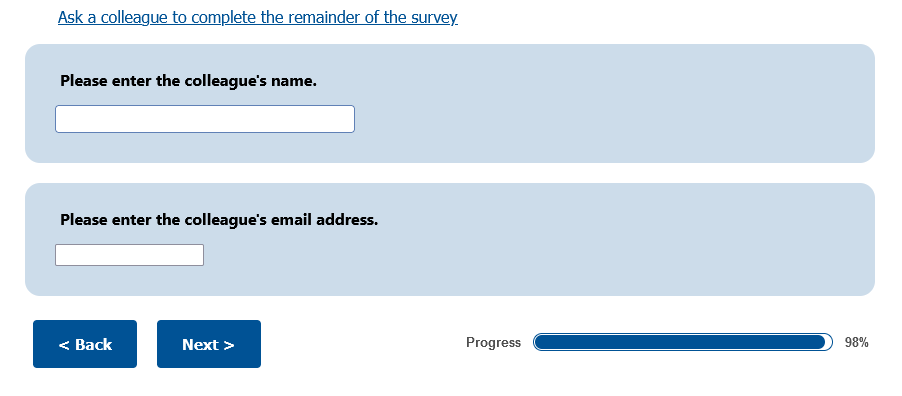 Ask a colleague to complete the remainder of the survey
Please enter the colleague's name.
Please enter the colleague's email address.
< Back
Next >
Progress
98%